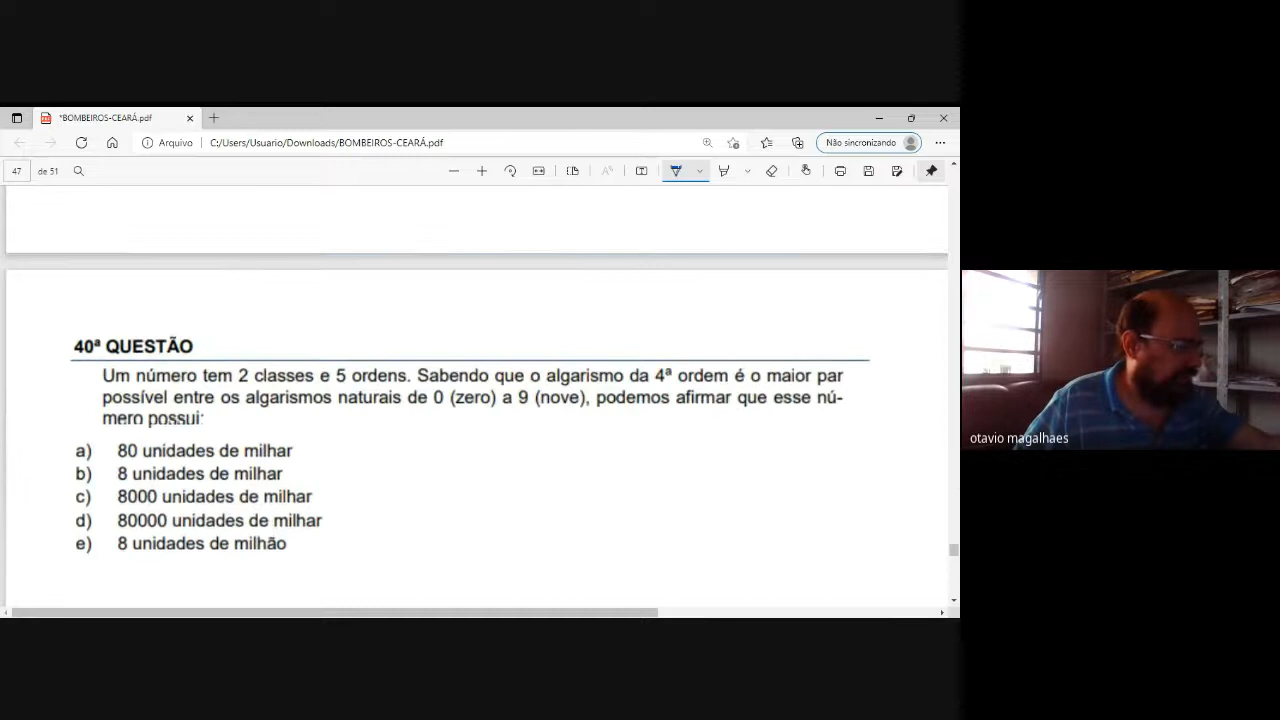 *BOMBEIROS-CEARÁ.pdf
Arquivo C:/Users/Usuario/Downloads/BOMBEIROS-CEARÁ.pdf Não sincronizando
47 de 51
40ª QUESTÃO
Um número tem 2 classes e 5 ordens. Sabendo que o algarismo da 4ª ordem é o maior par
possível entre os algarismos naturais de 0 (zero) a 9 (nove), podemos afirmar que esse nú-
mero possui:
a) 80 unidades de milhar
b) 8 unidades de milhar
c) 8000 unidades de milhar
d) 80000 unidades de milhar
e) 8 unidades de milhão
otavio magalhaes